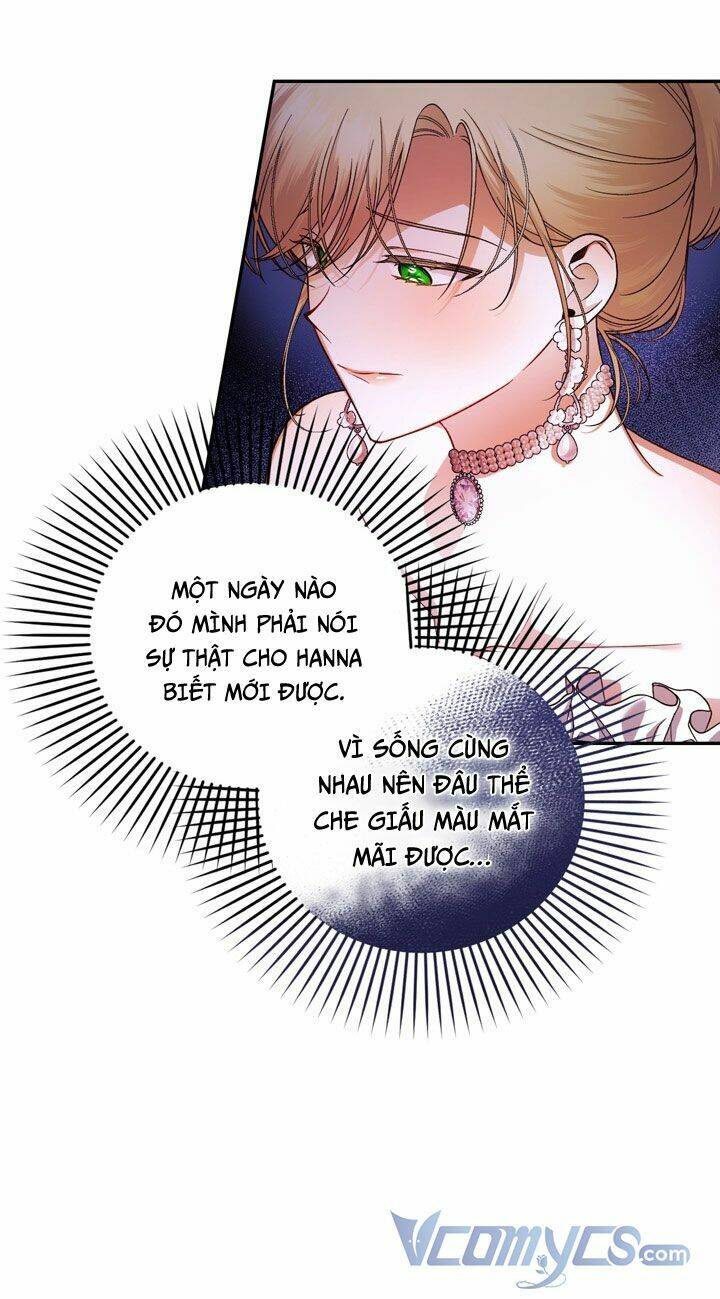 MỘT NGÀY NÀO
ĐÓ MÌNH PHẢI NÓI
SỰ THẬT CHO HANNA
BIẾT MỚI ĐƯỢC.
VÌ SỐNG CÙNG
NHAU NÊN ĐÂU THỂ
CHE GIẤU MÀU MẮT
MÃI ĐƯỢC...
VCOMYCS.com